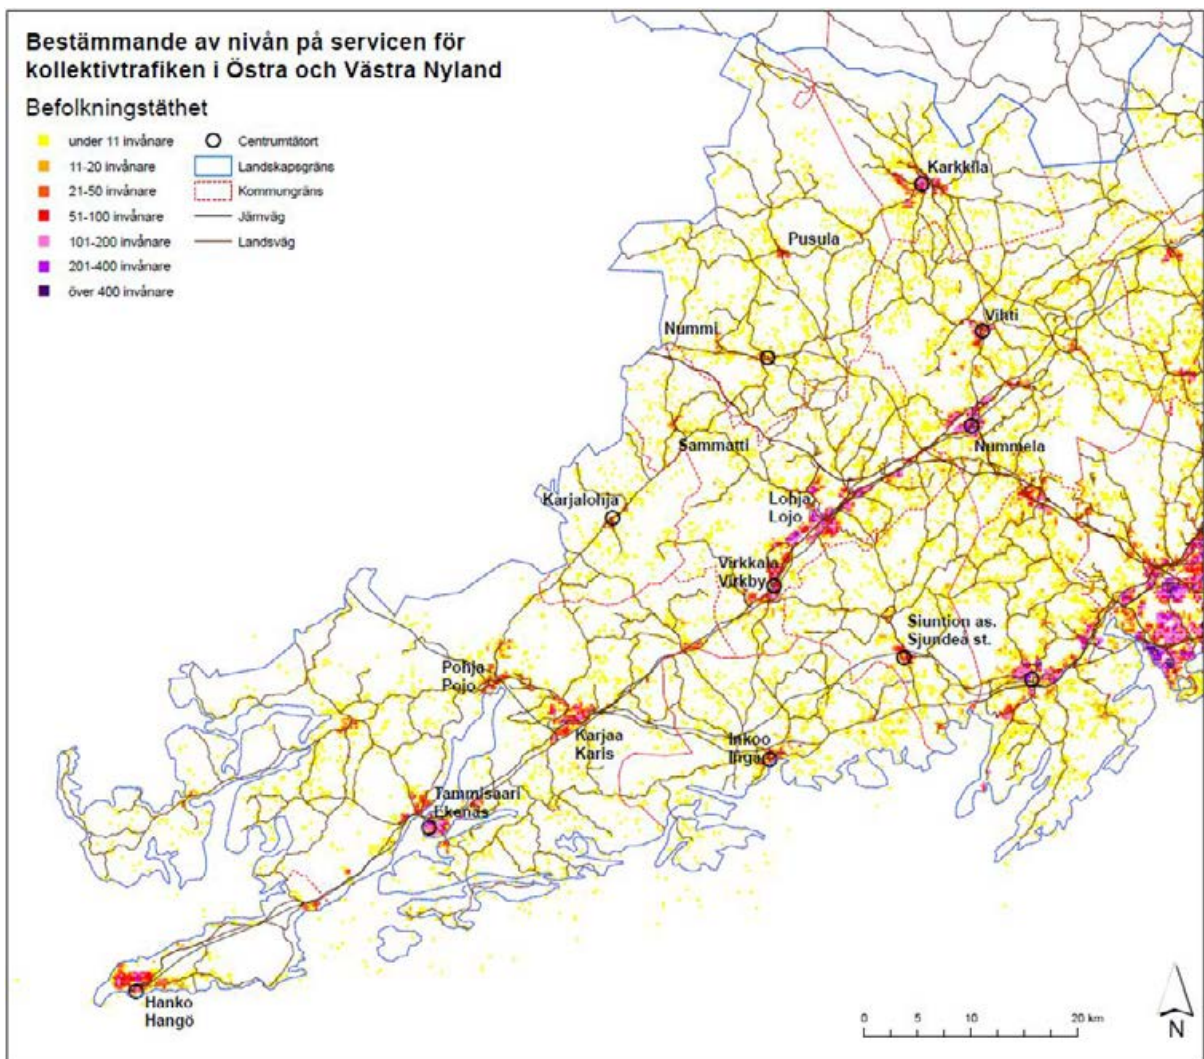 Bestämmande av nivån på servicen för
kollektivtrafiken i Östra och Västra Nyland
Befolkningstäthet
under 11 invånare
11-20 invånare
21-50 invånare
51-100 invånare
101-200 invånare
201-400 invånare
över 400 invånare
Centrumtätort
Landskapsgräns
Kommungräns
Järnväg
Landsväg
Karkkila
Pusula
Vihti
Nummi
Nummela
Sammatti
Karjalohja
Lohja
Lojo
Virkkala
Virkby
Siuntion as.
Sjundeå st.
Pohja
Pojo
Karjaa
Karis
Inkoo
Ingå
Tammisaari
Ekenäs
Hanko
Hangö
0 5 10 20 km
N